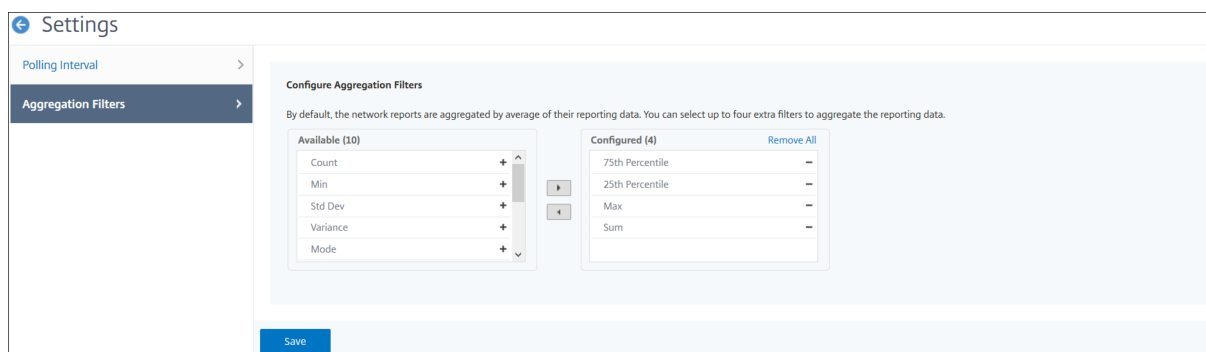 Settings
Polling Interval
Aggregation Filters
Configure Aggregation Filters
By default, the network reports are aggregated by average of their reporting data. You can select up to four extra filters to aggregate the reporting data.
Available (10)
Count
Min
Std Dev
Variance
Mode
Configured (4) Remove All
75th Percentile
25th Percentile
Max
Sum
Save